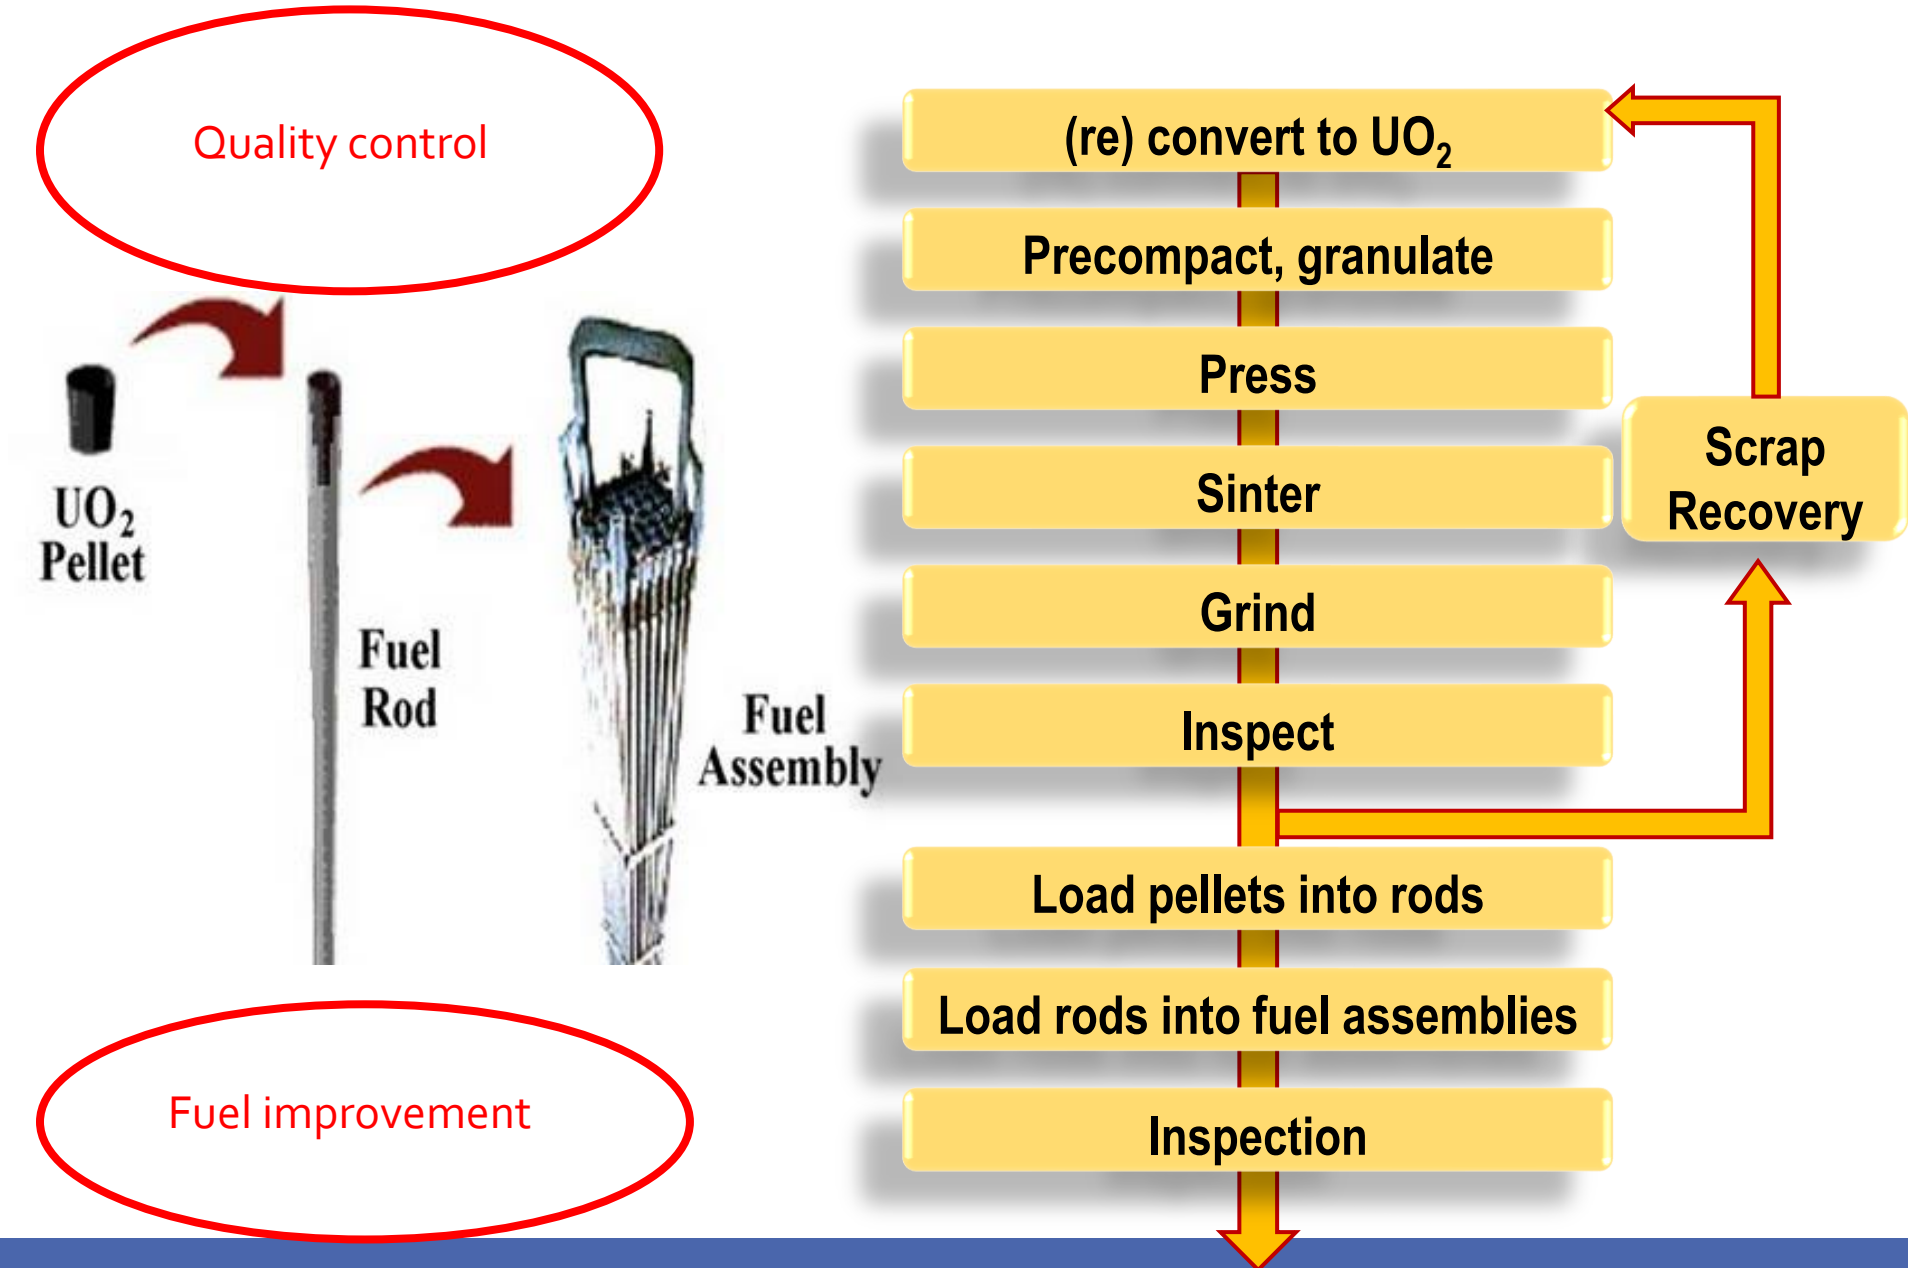 Quality control
UO₂
Pellet
Fuel
Rod
Fuel
Assembly
Fuel improvement
(re) convert to UO₂
Precompact, granulate
Press
Sinter
Grind
Inspect
Load pellets into rods
Load rods into fuel assemblies
Inspection
Scrap
Recovery